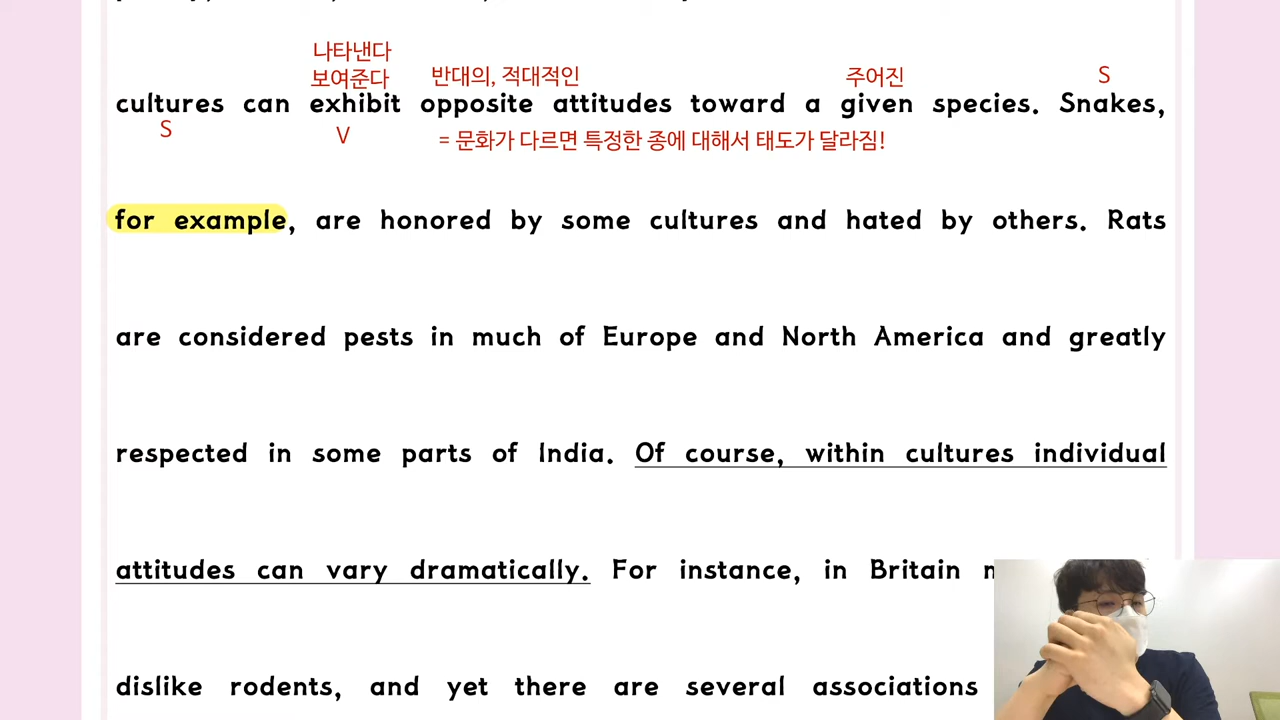 나타낸다
보여준다 반대의, 적대적인 주어진 S
cultures can exhibit opposite attitudes toward a given species. Snakes,
S V = 문화가 다르면 특정한 종에 대해서 태도가 달라짐!
for example, are honored by some cultures and hated by others. Rats
are considered pests in much of Europe and North America and greatly
respected in some parts of India. Of course, within cultures individual
attitudes can vary dramatically. For instance, in Britain
dislike rodents, and yet there are several associations